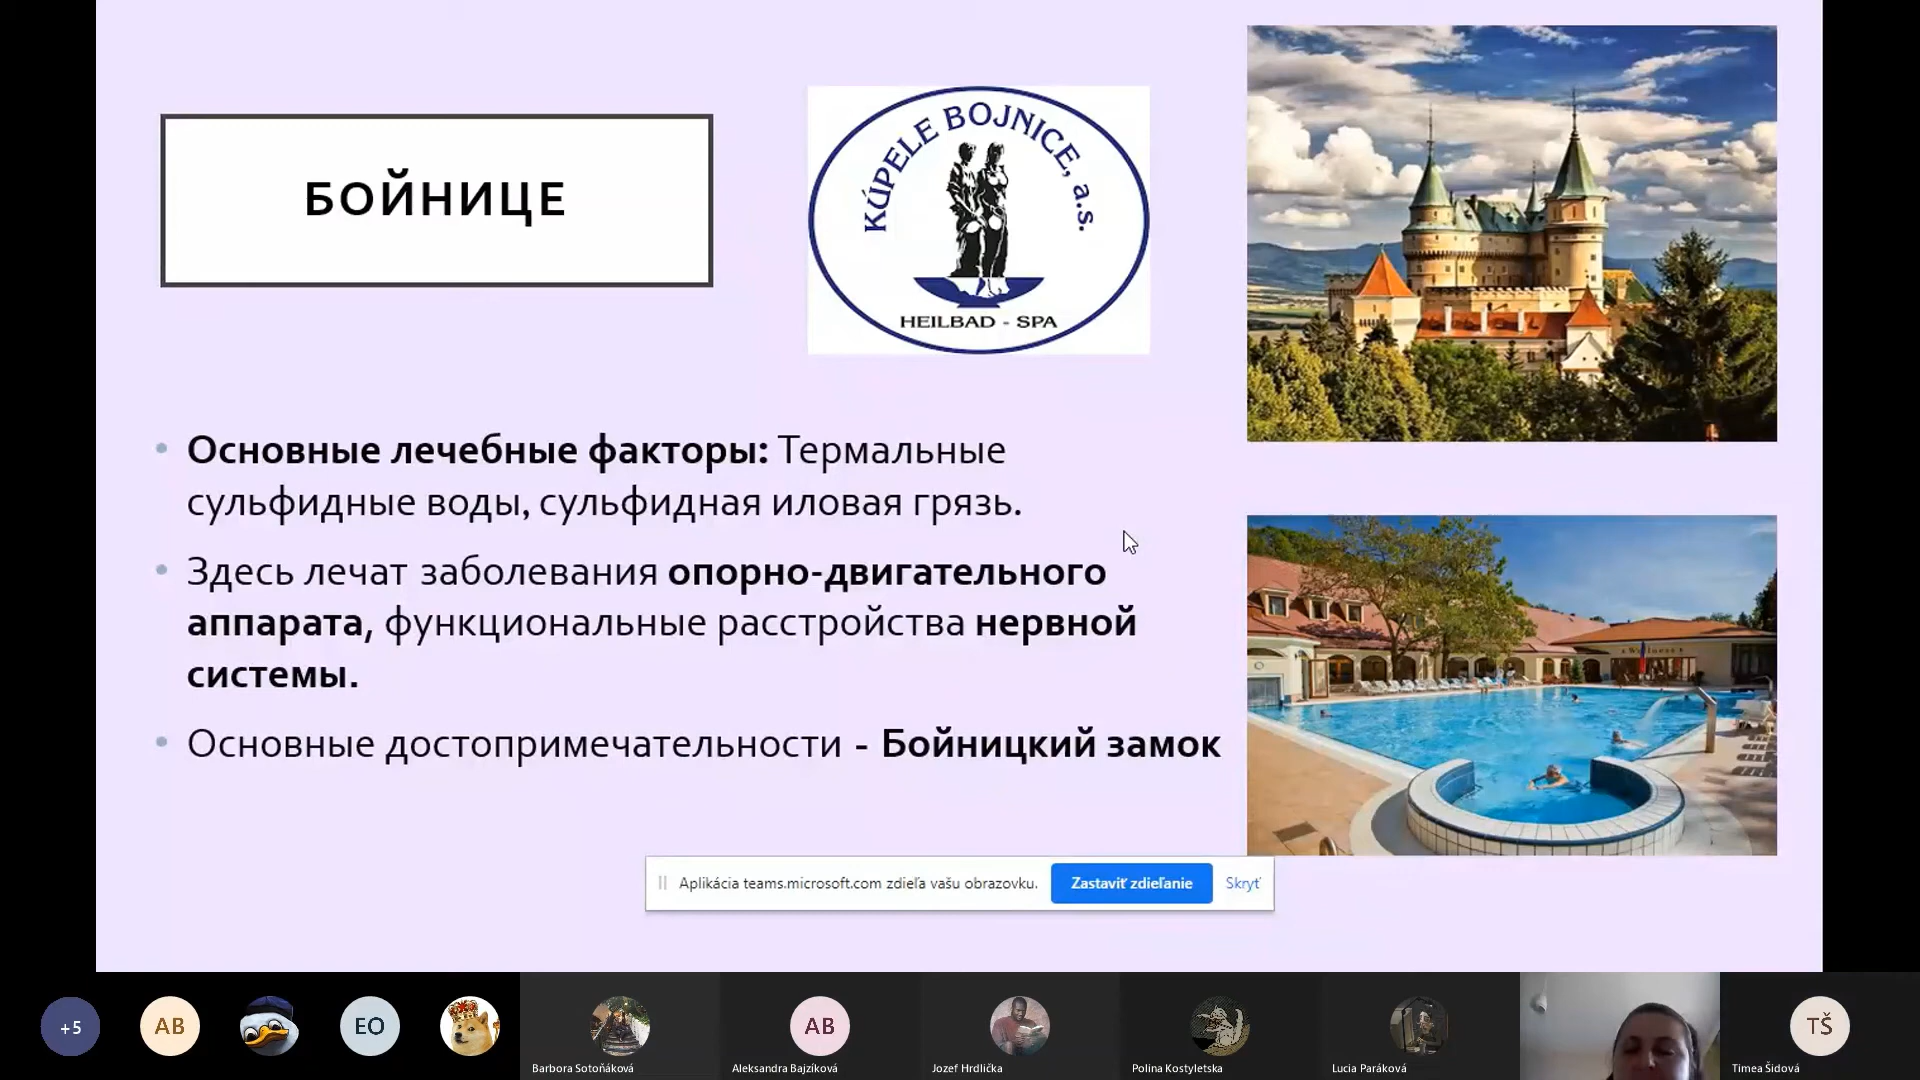 БОЙНИЦЕ
KÚPELE BOJNICE, a.s.
HEILBAD - SPA
Основные лечебные факторы: Термальные
сульфидные воды, сульфидная иловая грязь.
Здесь лечат заболевания опорно-двигательного
аппарата, функциональные расстройства нервной
системы.
Основные достопримечательности - Бойницкий замок
Wellness
Aplikácia teams.microsoft.com zdieľa vašu obrazovku.
Zastaviť zdieľanie
Skryť
+5
AB
EO
AB
TŠ
Barbora Sotoňáková
Aleksandra Bajzíková
Jozef Hrdlička
Polina Kostyletska
Lucia Paráková
Timea Šidová